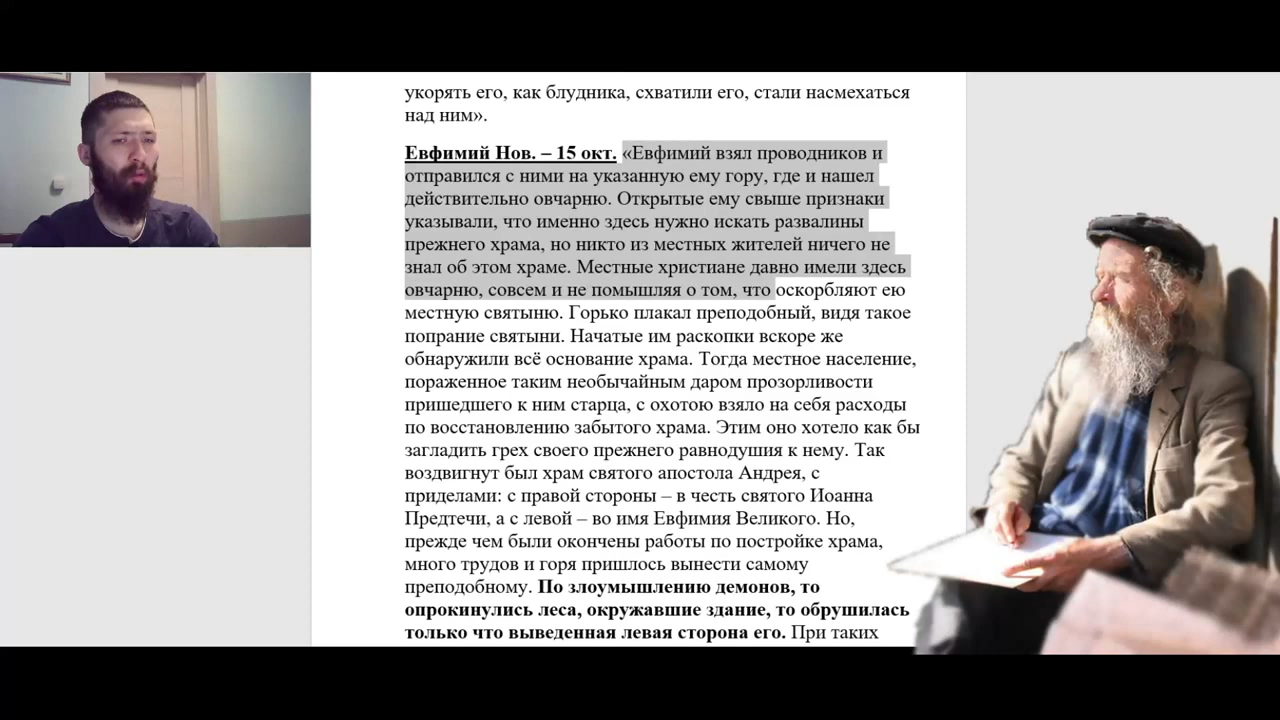 укорять его, как блудника, схватили его, стали насмехаться
над ним».
Евфимий Нов. – 15 окт. «Евфимий взял проводников и
отправился с ними на указанную ему гору, где и нашел
действительно овчарню. Открытые ему свыше признаки
указывали, что именно здесь нужно искать развалины
прежнего храма, но никто из местных жителей ничего не
знал об этом храме. Местные христиане давно имели здесь
овчарню, совсем и не помышляя о том, что оскорбляют ею
местную святыню. Горько плакал преподобный, видя такое
попрание святыни. Начатые им раскопки вскоре же
обнаружили всё основание храма. Тогда местное население,
пораженное таким необычайным даром прозорливости
пришедшего к ним старца, с охотою взяло на себя расходы
по восстановлению забытого храма. Этим оно хотело как бы
загладить грех своего прежнего равнодушия к нему. Так
воздвигнут был храм святого апостола Андрея, с
приделами: с правой стороны – в честь святого Иоанна
Предтечи, а с левой – во имя Евфимия Великого. Но,
прежде чем были окончены работы по постройке храма,
много трудов и горя пришлось вынести самому
преподобному. По злоумышлению демонов, то
опрокинулись леса, окружавшие здание, то обрушилась
только что выведенная левая сторона его. При таких